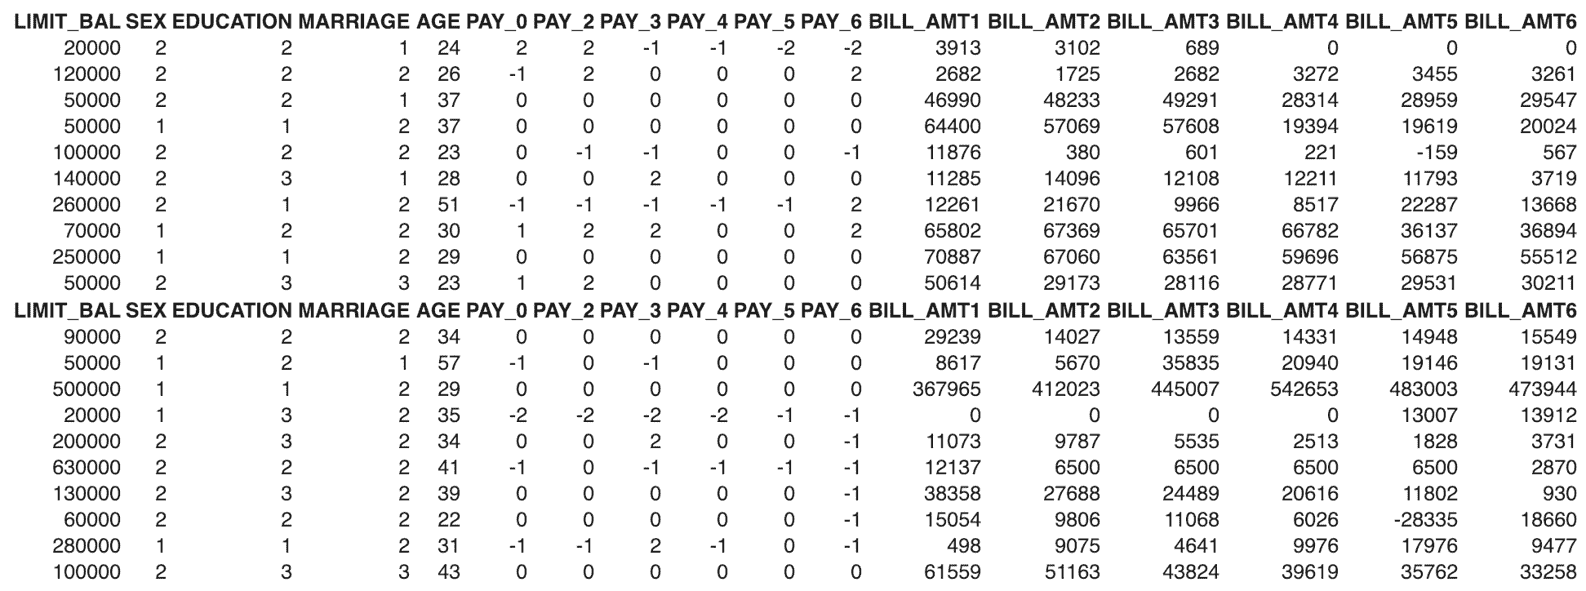 LIMIT_BAL SEX EDUCATION MARRIAGE AGE PAY_0 PAY_2 PAY_3 PAY_4 PAY_5 PAY_6 BILL_AMT1 BILL_AMT2 BILL_AMT3 BILL_AMT4 BILL_AMT5 BILL_AMT6
20000 2 2 1 24 2 2 -1 -1 -2 -2 3913 3102 689 0 0 0
120000 2 2 2 26 -1 2 0 0 0 2 2682 1725 2682 3272 3455 3261
50000 2 2 1 37 0 0 0 0 0 0 46990 48233 49291 28314 28959 29547
50000 1 1 2 37 0 0 0 0 0 0 64400 57069 57608 19394 19619 20024
100000 2 2 2 23 0 -1 -1 0 0 -1 11876 380 601 221 -159 567
140000 2 3 1 28 0 0 2 0 0 0 11285 14096 12108 12211 11793 3719
260000 2 1 2 51 -1 -1 -1 -1 -1 2 12261 21670 9966 8517 22287 13668
70000 1 2 2 30 1 2 2 0 0 2 65802 67369 65701 66782 36137 36894
250000 1 1 2 29 0 0 0 0 0 0 70887 67060 63561 59696 56875 55512
50000 2 3 3 23 1 2 0 0 0 0 50614 29173 28116 28771 29531 30211
LIMIT_BAL SEX EDUCATION MARRIAGE AGE PAY_0 PAY_2 PAY_3 PAY_4 PAY_5 PAY_6 BILL_AMT1 BILL_AMT2 BILL_AMT3 BILL_AMT4 BILL_AMT5 BILL_AMT6
90000 2 2 2 34 0 0 0 0 0 0 29239 14027 13559 14331 14948 15549
50000 1 2 1 57 -1 0 -1 0 0 0 8617 5670 35835 20940 19146 19131
500000 1 1 2 29 0 0 0 0 0 0 367965 412023 445007 542653 483003 473944
20000 1 3 2 35 -2 -2 -2 -2 -1 -1 0 0 0 0 13007 13912
200000 2 3 2 34 0 0 2 0 0 -1 11073 9787 5535 2513 1828 3731
630000 2 2 2 41 -1 0 -1 -1 -1 -1 12137 6500 6500 6500 6500 2870
130000 2 3 2 39 0 0 0 0 0 -1 38358 27688 24489 20616 11802 930
60000 2 2 2 22 0 0 0 0 0 -1 15054 9806 11068 6026 -28335 18660
280000 1 1 2 31 -1 -1 2 -1 0 -1 498 9075 4641 9976 17976 9477
100000 2 3 3 43 0 0 0 0 0 0 61559 51163 43824 39619 35762 33258